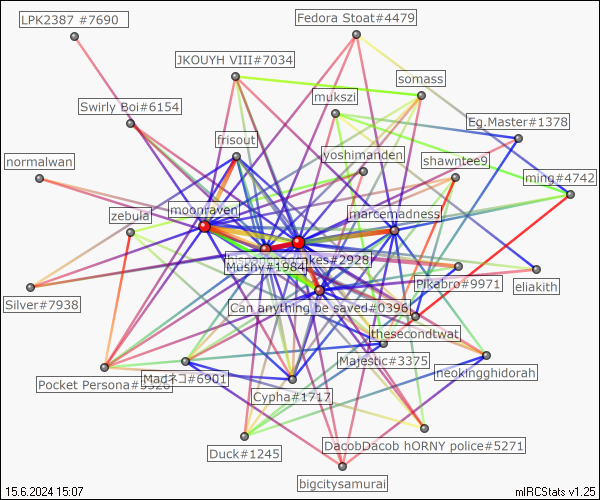 LPK2387 #7690
Fedora Stoat#4479
JKOUYH VIII#7034
somass
mukszi
Swirly Boi#6154
Eg.Master#1378
frisout
normalwan
yoshimanden
shawntee9
ming#4742
moonraven
marcemadness
zebula
kes#2928
Mushy#1984
Pikabro#9971
eliakith
Silver#7938
Can anything be saved#0396
thesecondtwat
Majestic#3375
neokingghidorah
Pocket Persona#5526
Madネコ#6901
Cypha#1717
Duck#1245
DacobDacob hORNY police#5271
bigcitysamurai
15.6.2024 15:07
mIRCStats v1.25